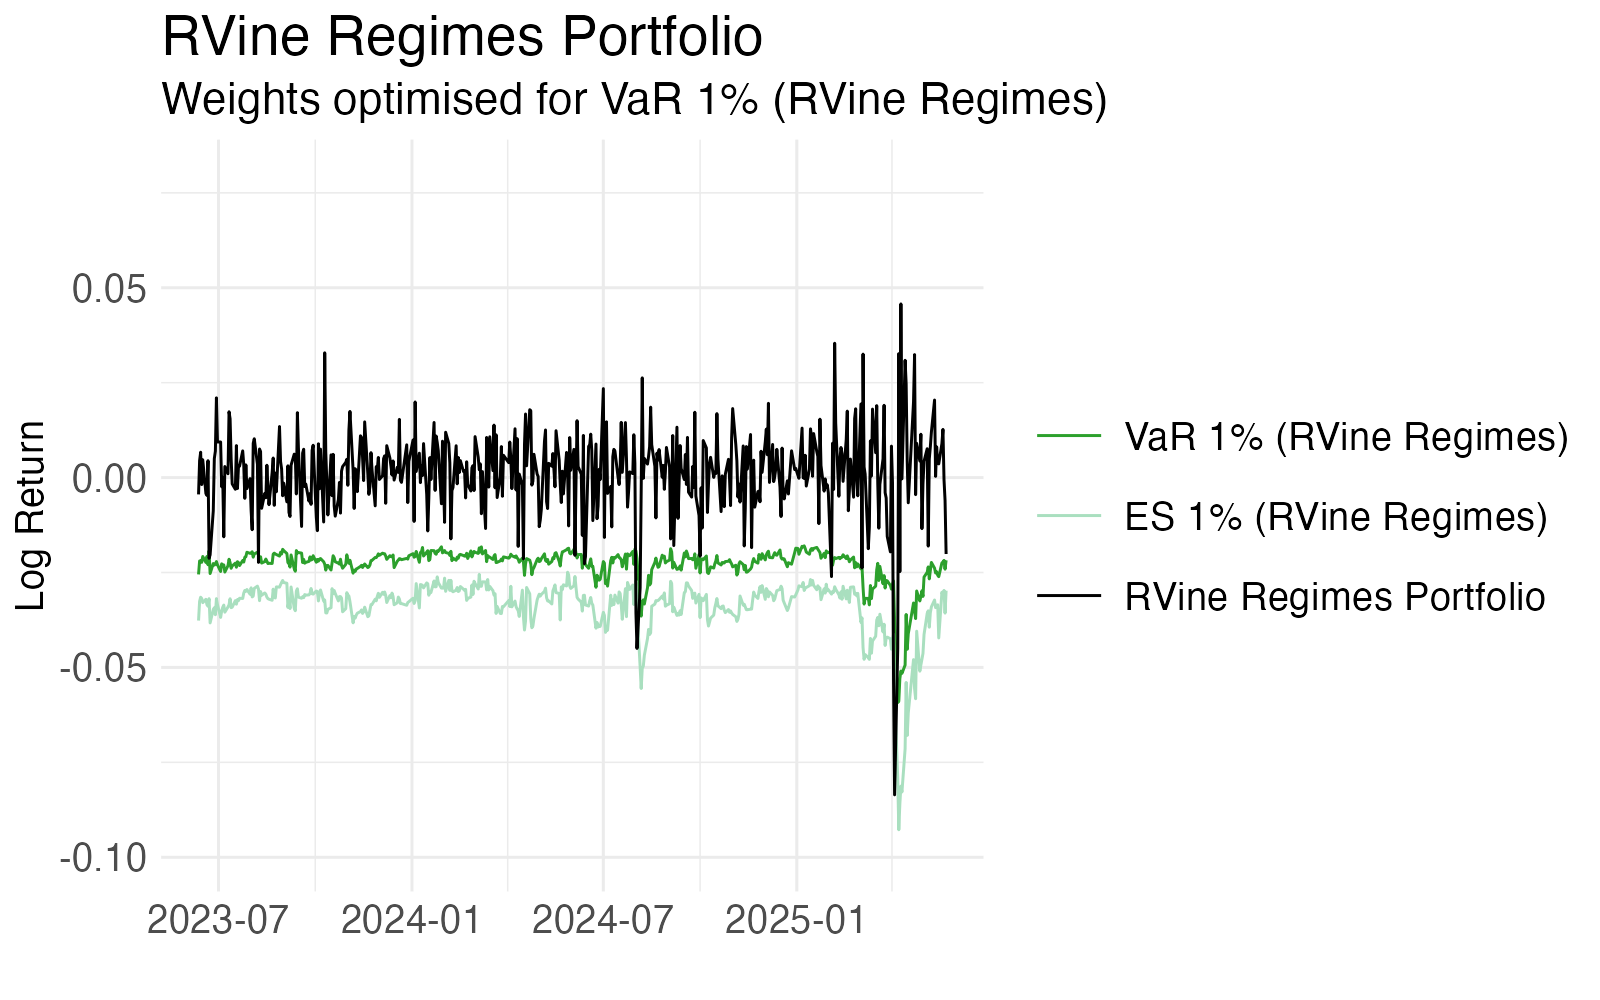 RVine Regimes Portfolio
Weights optimised for VaR 1% (RVine Regimes)
Log Return
0.05
0.00
-0.05
-0.10
2023-07
2024-01
2024-07
2025-01
VaR 1% (RVine Regimes)
ES 1% (RVine Regimes)
RVine Regimes Portfolio